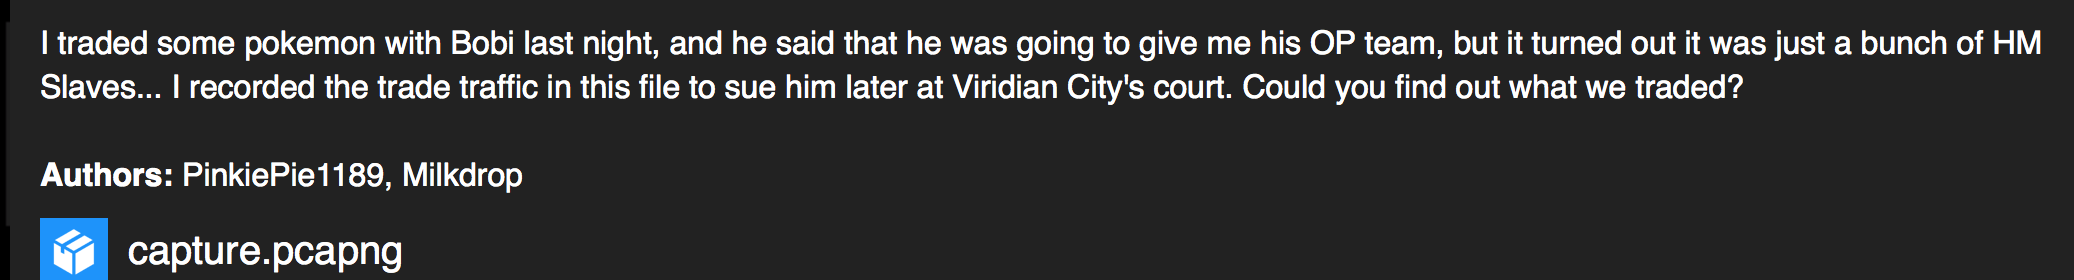 I traded some pokemon with Bobi last night, and he said that he was going to give me his OP team, but it turned out it was just a bunch of HM
Slaves... I recorded the trade traffic in this file to sue him later at Viridian City's court. Could you find out what we traded?
Authors: PinkiePie1189, Milkdrop
capture.pcapng